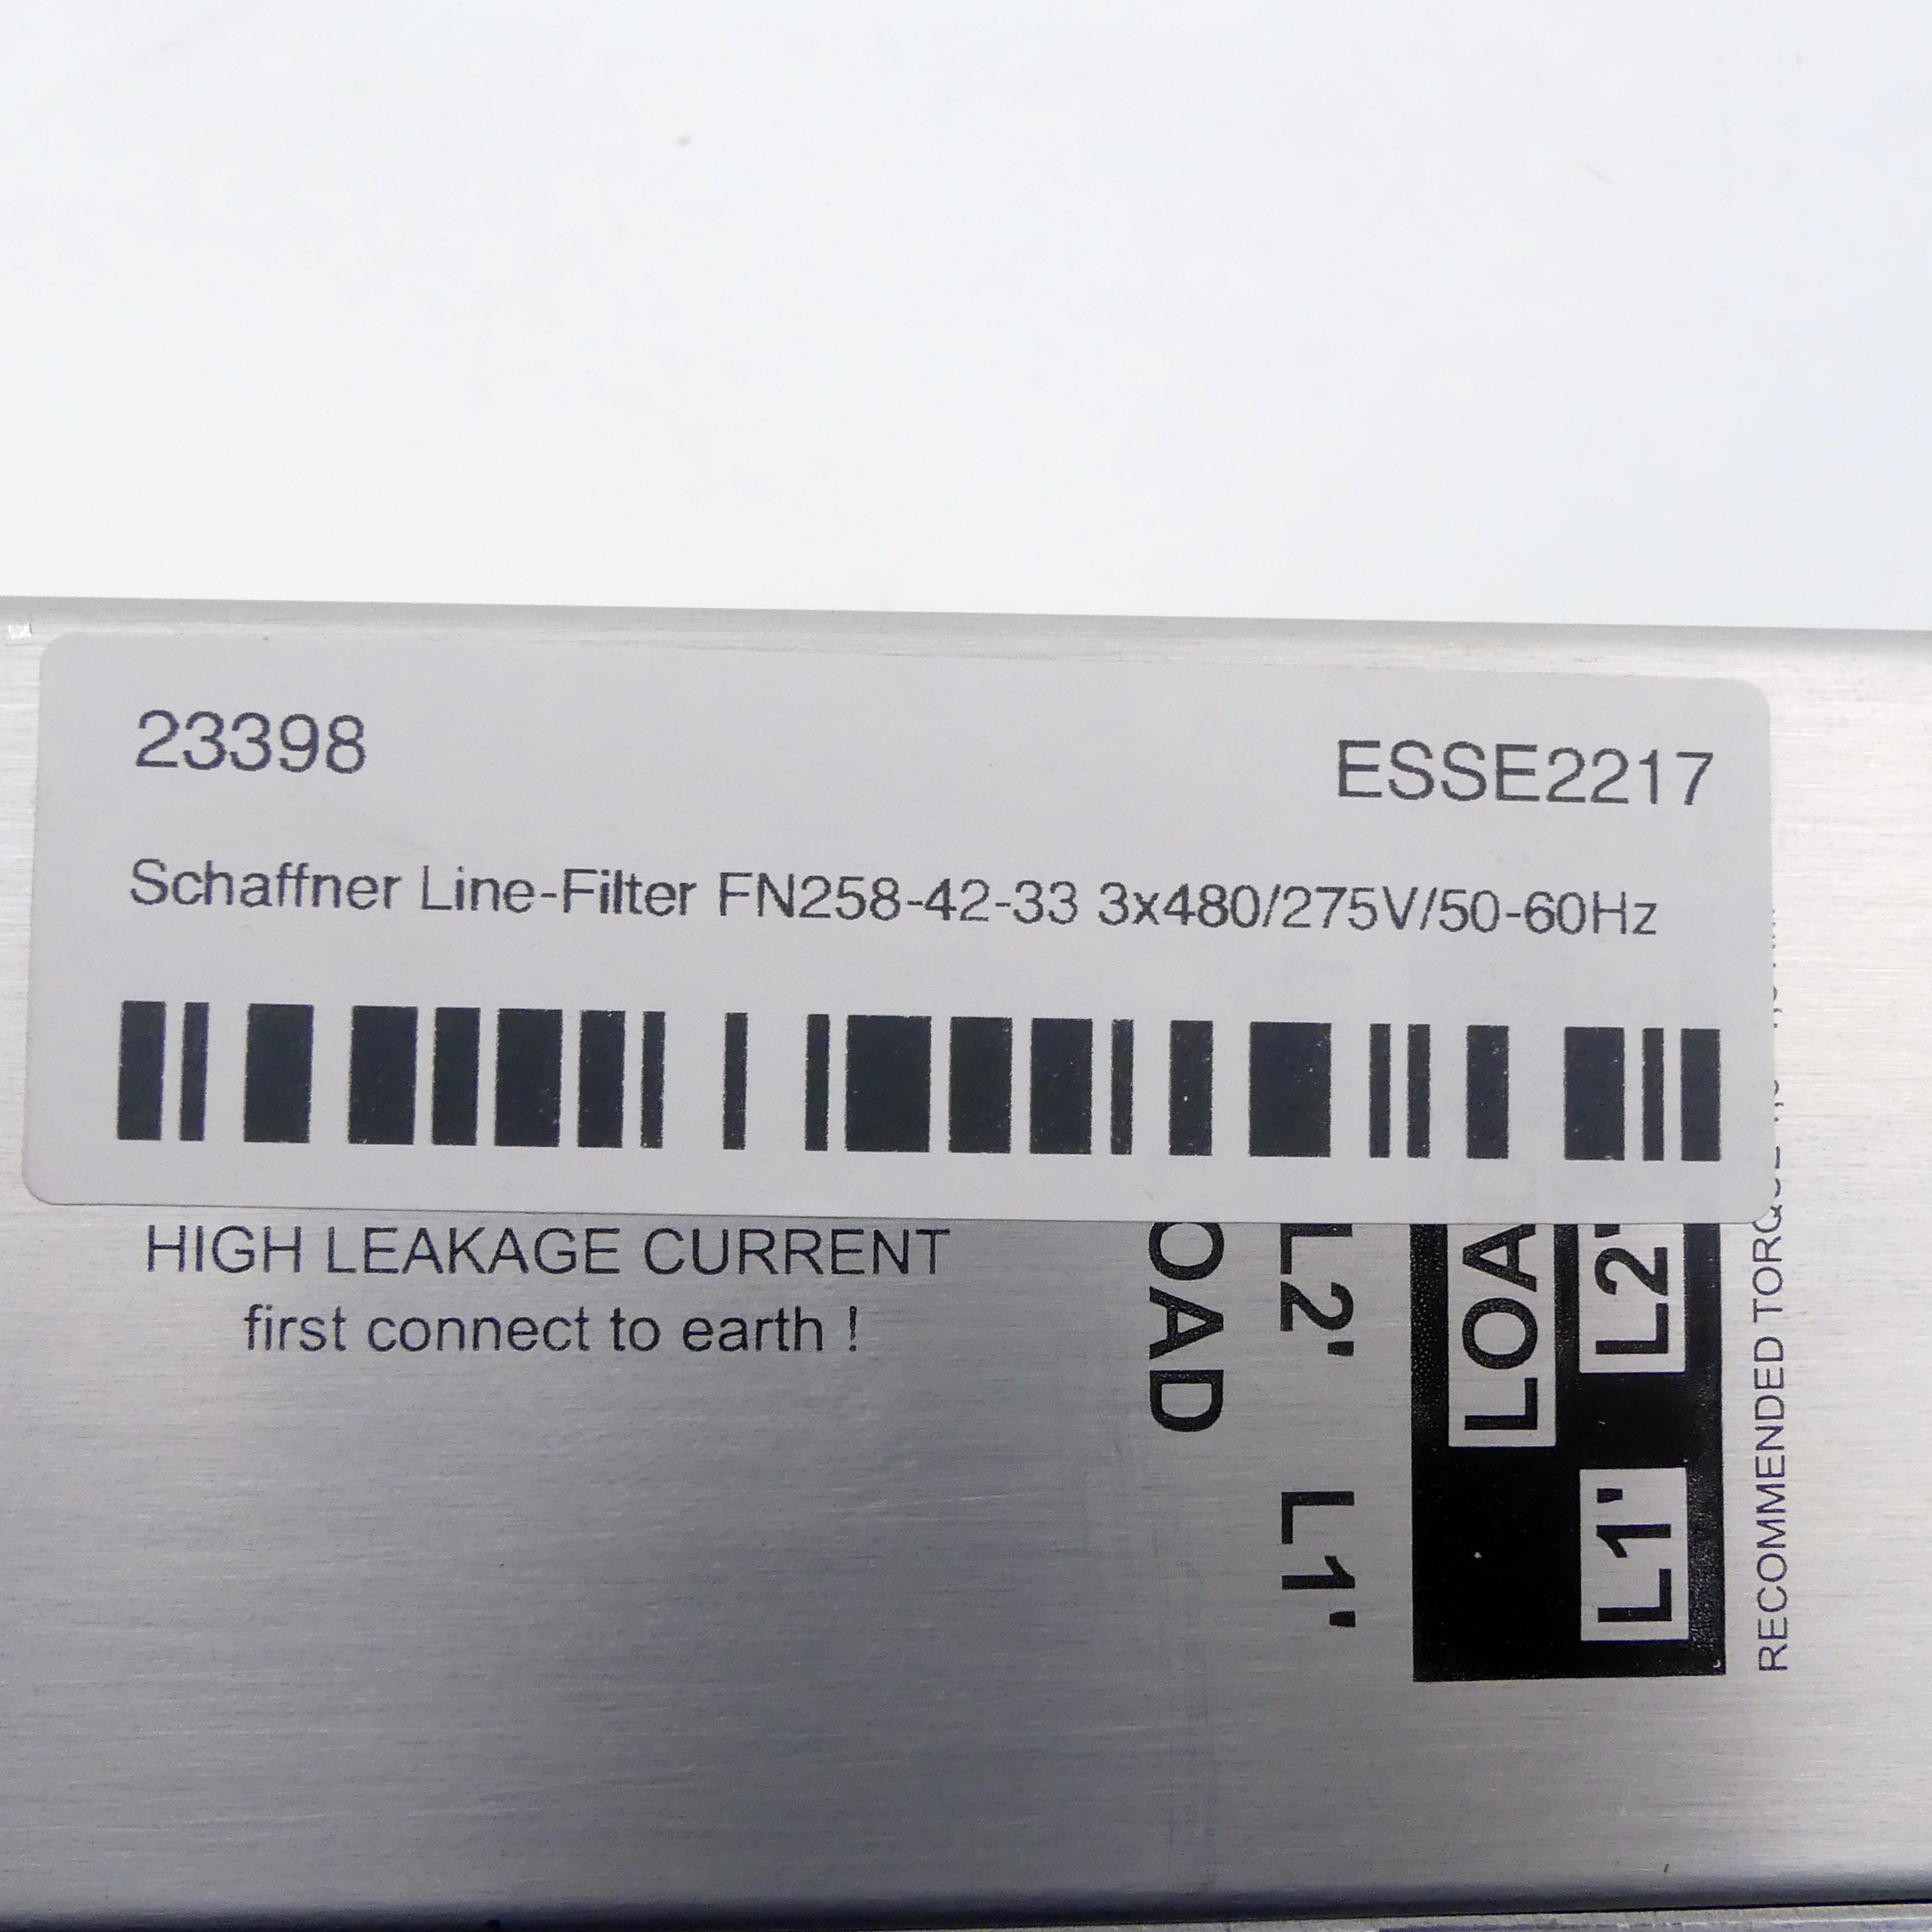 23398 ESSE2217
Schaffner Line-Filter FN258-42-33 3x480/275V/50-60Hz
HIGH LEAKAGE CURRENT
first connect to earth !
OAD
L2' L1'
LOA
L1' L2'
RECOMMENDED TORQUE